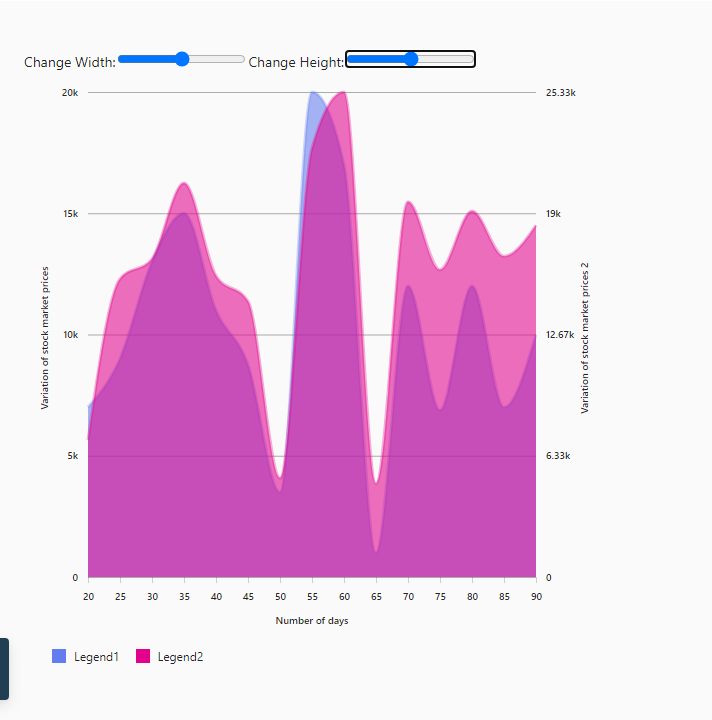 Change Width: Change Height:
20k 25.33k
15k 19k
10k 12.67k
5k 6.33k
0 0
Variation of stock market prices
Variation of stock market prices 2
20 25 30 35 40 45 50 55 60 65 70 75 80 85 90
Number of days
Legend1 Legend2